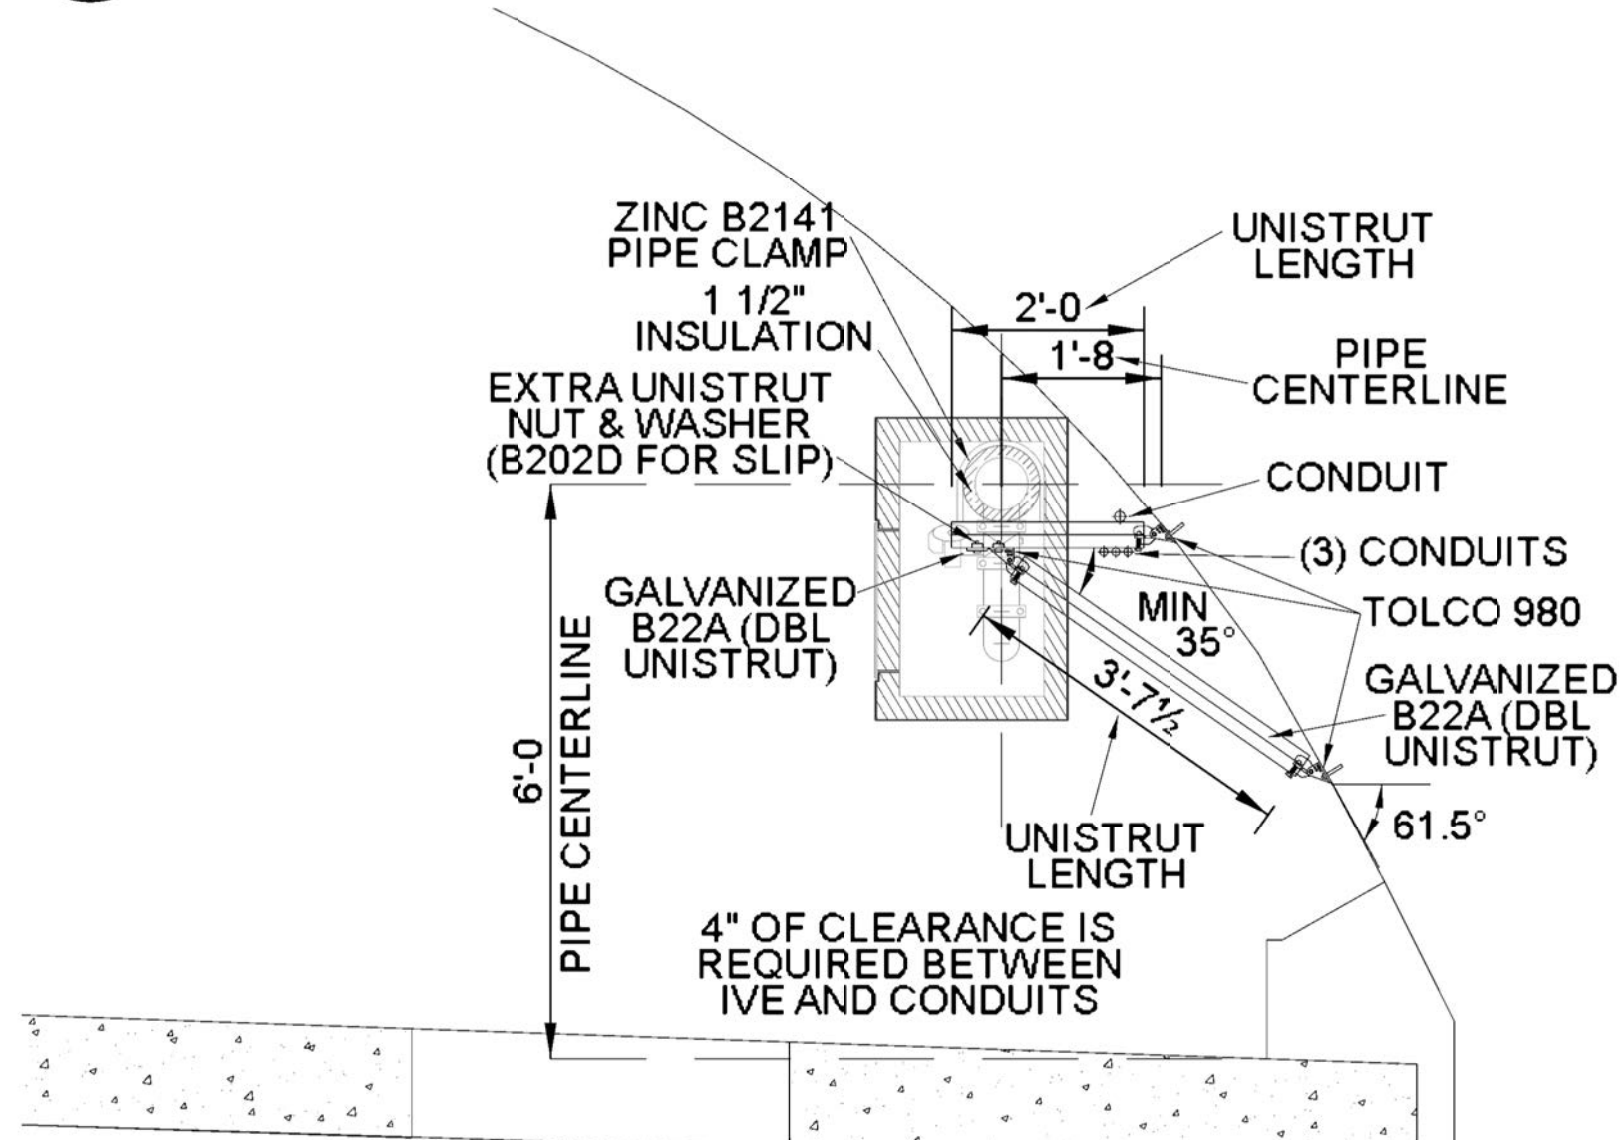 ZINC B2141
PIPE CLAMP
1 1/2"
INSULATION
EXTRA UNISTRUT
NUT & WASHER
(B202D FOR SLIP)
UNISTRUT
LENGTH
2'-0
1'-8
PIPE
CENTERLINE
CONDUIT
(3) CONDUITS
TOLCO 980
GALVANIZED
B22A (DBL
UNISTRUT)
MIN
35°
3'-7½
GALVANIZED
B22A (DBL
UNISTRUT)
61.5°
UNISTRUT
LENGTH
6'-0
PIPE CENTERLINE
4" OF CLEARANCE IS
REQUIRED BETWEEN
IVE AND CONDUITS